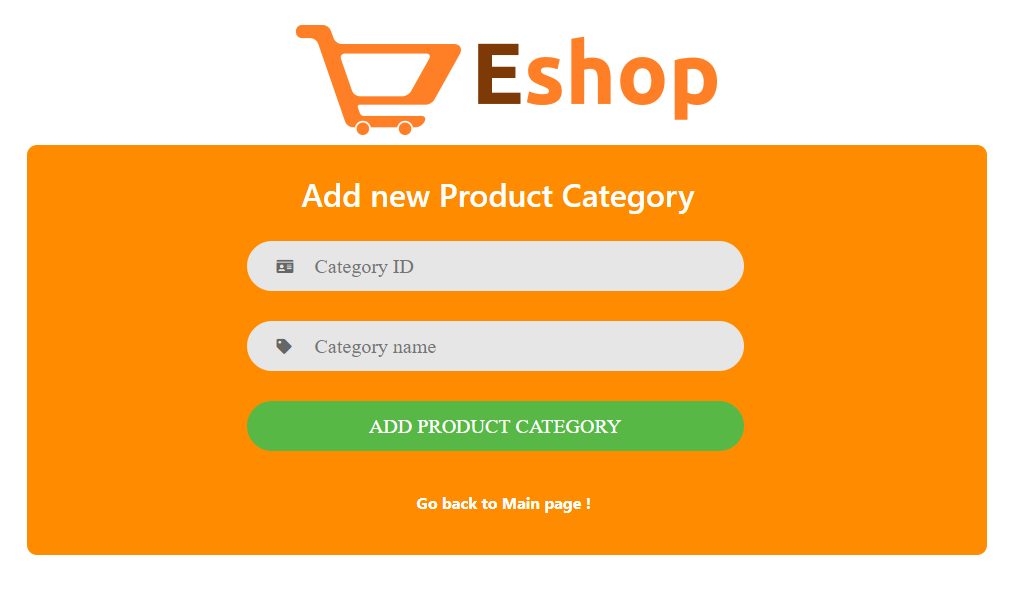 Eshop
Add new Product Category
Category ID
Category name
ADD PRODUCT CATEGORY
Go back to Main page !